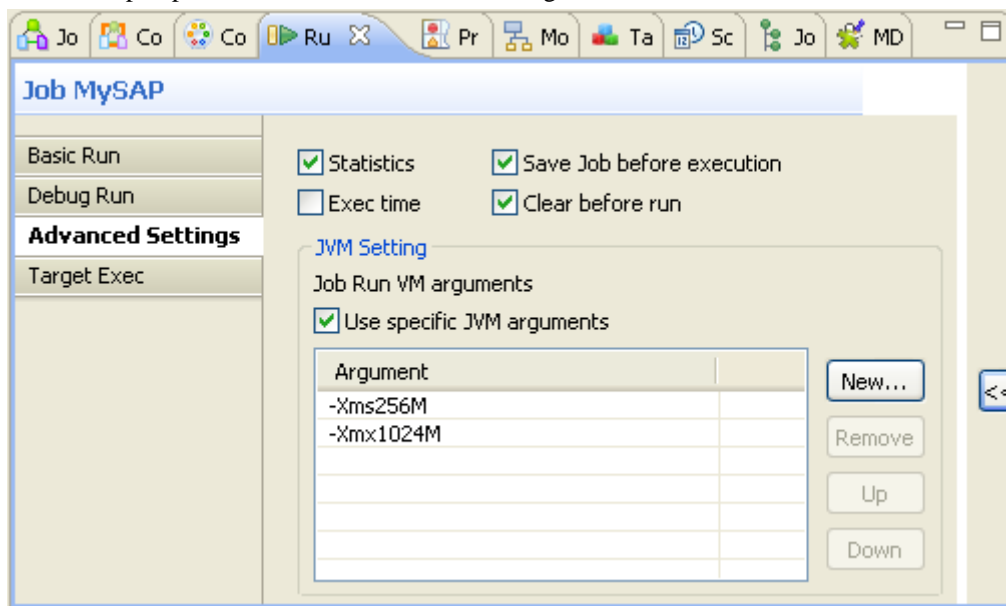 Jo Co Co Ru Pr Mo Ta Sc Jo MD
Job MySAP
Basic Run
Debug Run
Advanced Settings
Target Exec
Statistics Save Job before execution
Exec time Clear before run
JVM Setting
Job Run VM arguments
Use specific JVM arguments
Argument
-Xms256M
-Xmx1024M
New...
Remove
Up
Down